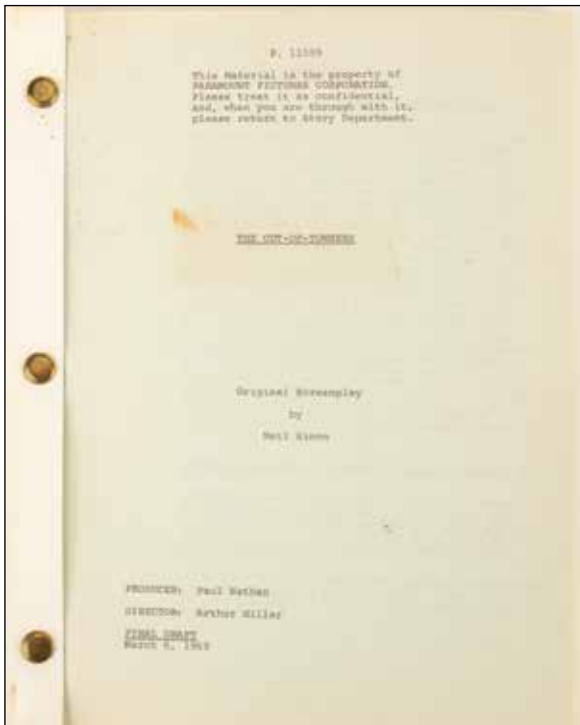 This Material is the property of
PARAMOUNT PICTURES CORPORATION.
Please treat it as confidential,
and, when you are through with it,
please return to Story Department.
THE OUT-OF-TOWNERS
Original Screenplay
by
Neil Simon
PRODUCER: Paul Nathan
DIRECTOR: Arthur Hiller
FINAL DRAFT
March 6, 1969